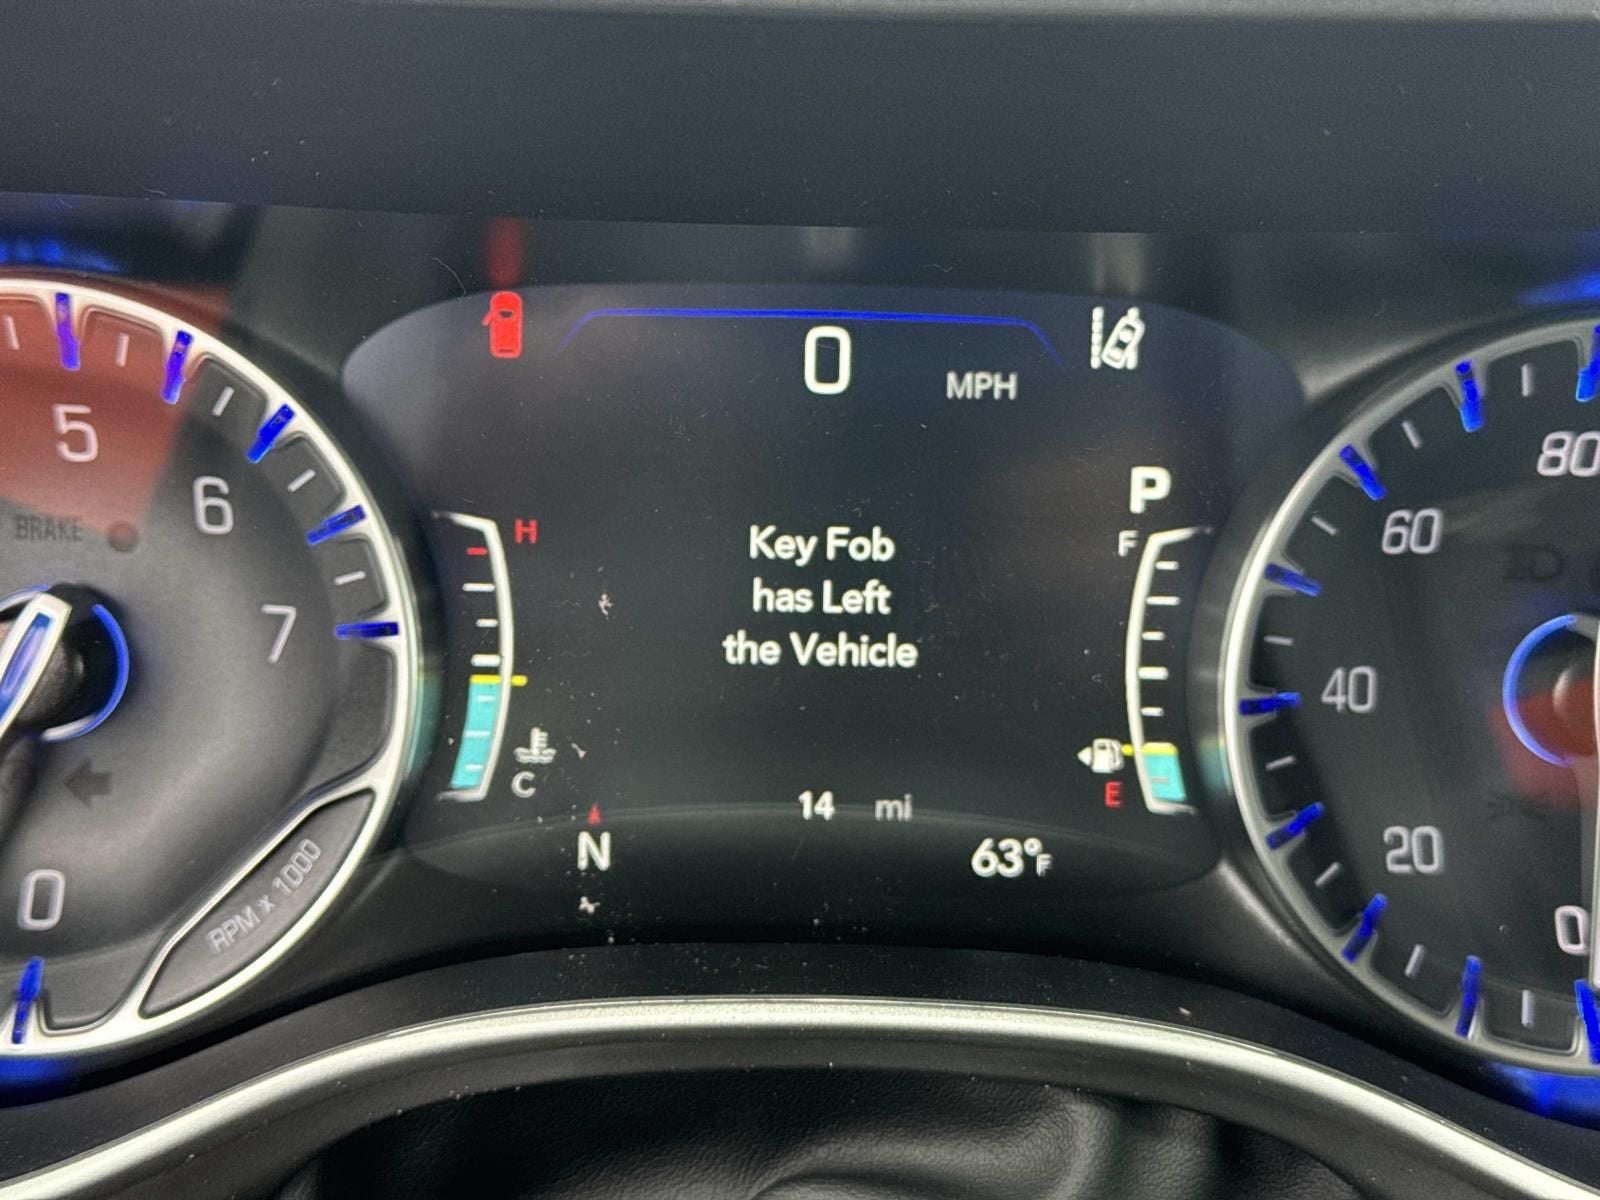 0 MPH
P
5
6
7
BRAKE
0
RPM x 1000
H
C
Key Fob
has Left
the Vehicle
F
E
14 mi
N
63°F
80
60
40
20
0